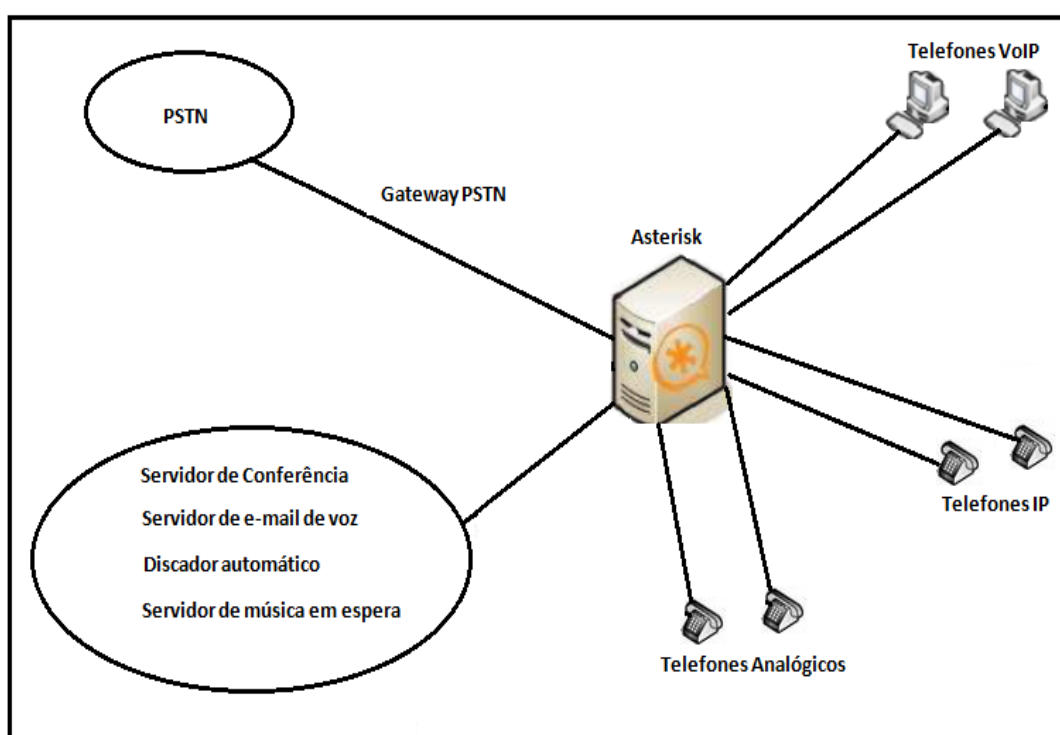 Telefones VoIP
PSTN
Gateway PSTN
Asterisk
Servidor de Conferência
Servidor de e-mail de voz
Discador automático
Servidor de música em espera
Telefones IP
Telefones Analógicos